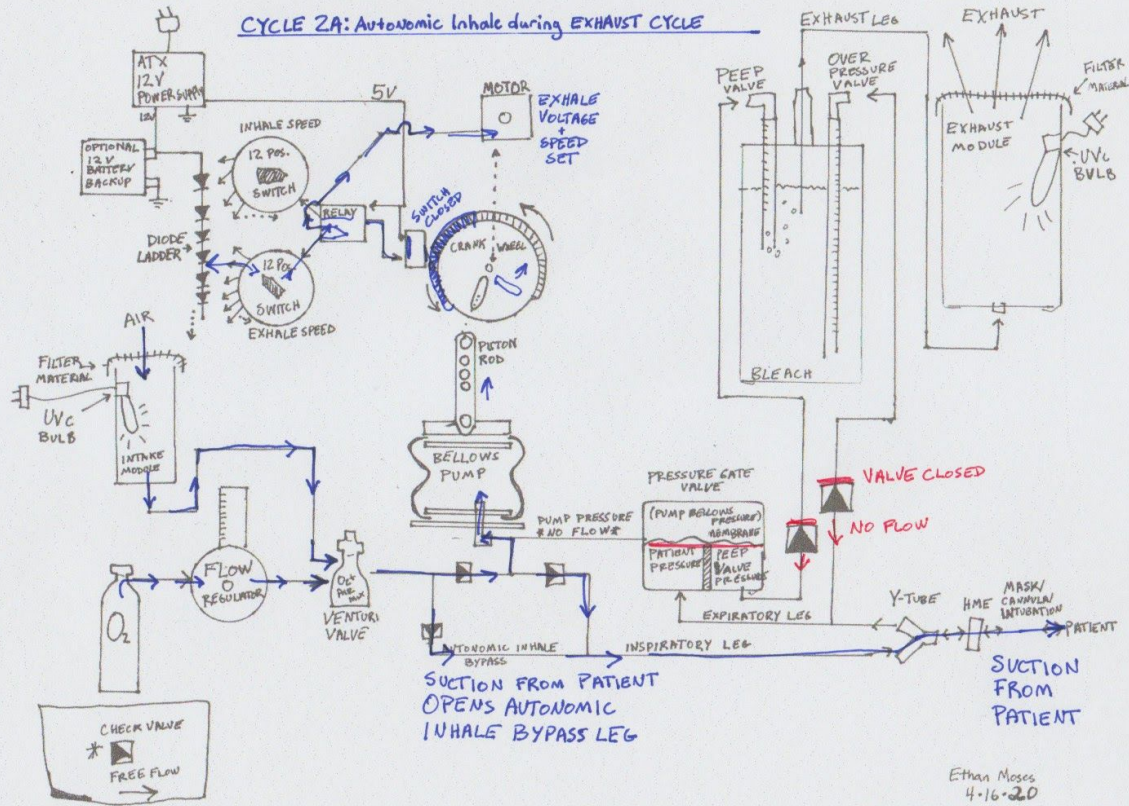 CYCLE 2A: Autonomic Inhale during EXHAUST CYCLE
ATX
12V
POWER SUPPLY
12V
5V
OPTIONAL
12V
BATTERY
BACKUP
INHALE SPEED
12 POS.
SWITCH
DIODE
LADDER
12 POS.
SWITCH
EXHALE SPEED
RELAY
SWITCH
CLOSED
MOTOR
EXHALE
VOLTAGE
+
SPEED
SET
CRANK WHEEL
PISTON
ROD
BELLOWS
PUMP
AIR
FILTER
MATERIAL
UVC
BULB
INTAKE
MODULE
FLOW
REGULATOR
O2
O2+
AIR
MIX
VENTURI
VALVE
PUMP PRESSURE
*NO FLOW*
AUTONOMIC INHALE
BYPASS
INSPIRATORY LEG
SUCTION FROM PATIENT
OPENS AUTONOMIC
INHALE BYPASS LEG
PRESSURE GATE
VALVE
(PUMP BELLOWS
PRESSURE)
MEMBRANE
PATIENT
PRESSURE
PEEP
VALVE
PRESSURE
EXPIRATORY LEG
VALVE CLOSED
NO FLOW
EXHAUST LEG
PEEP
VALVE
OVER
PRESSURE
VALVE
BLEACH
EXHAUST
FILTER
MATERIAL
EXHAUST
MODULE
UVC
BULB
Y-TUBE
HME
MASK/
CANNULA/
INTUBATION
PATIENT
SUCTION
FROM
PATIENT
CHECK VALVE
*
FREE FLOW
Ethan Moses
4·16·20